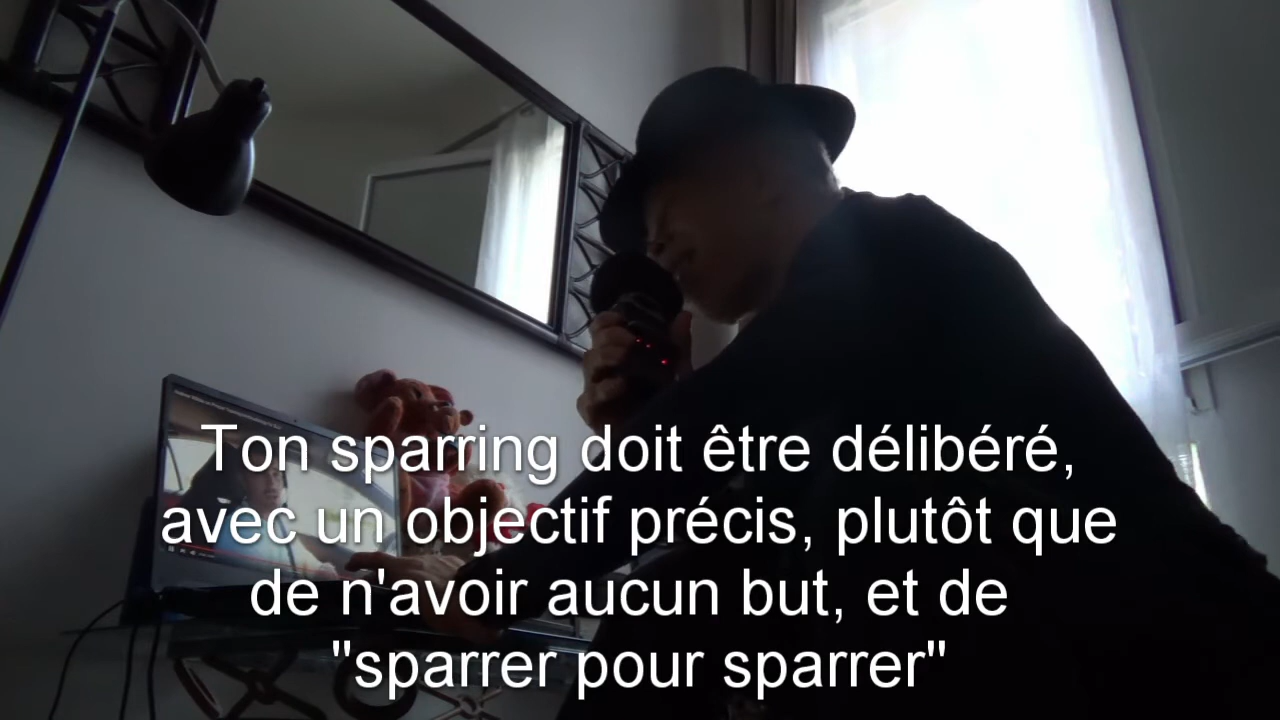 Ton sparring doit être délibéré,
avec un objectif précis, plutôt que
de n'avoir aucun but, et de
"sparrer pour sparrer"